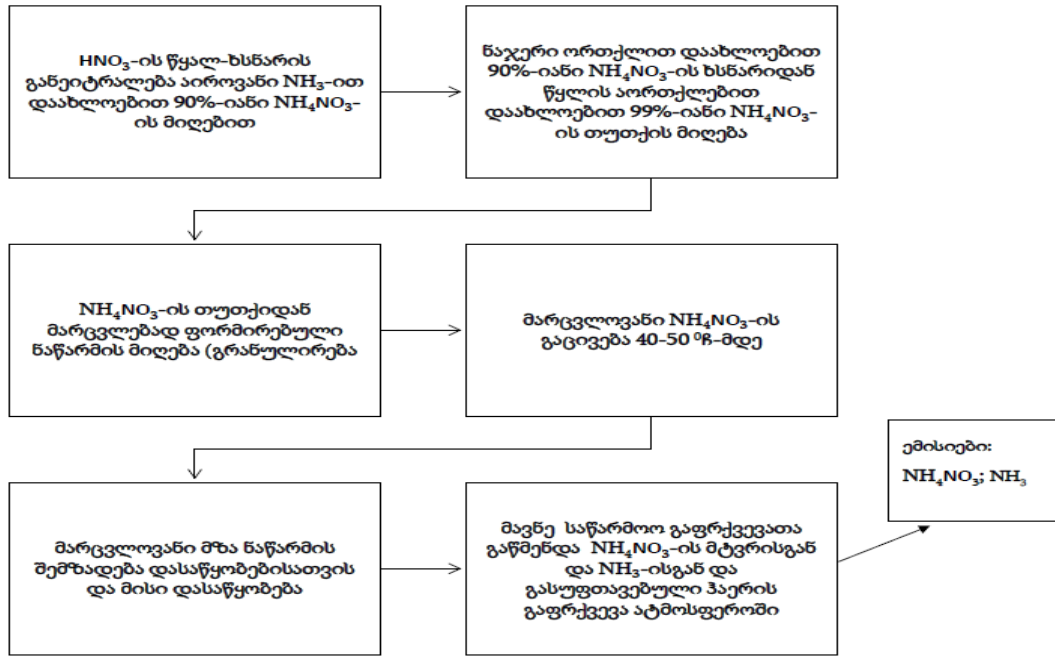 HNO₃-ის წყალ-ხსნარის
განეიტრალება აიროვანი NH₃-ით
დაახლოებით 90%-იანი NH₄NO₃-
ის მიღებით
ნაჯერი ორთქლით დაახლოებით
90%-იანი NH₄NO₃-ის ხსნარიდან
წყლის აორთქლებით
დაახლოებით 99%-იანი NH₄NO₃-
ის თუთქის მიღება
NH₄NO₃-ის თუთქიდან
მარცვლებად ფორმირებული
ნაწარმის მიღება (გრანულირება
მარცვლოვანი NH₄NO₃-ის
გაცივება 40-50 ⁰ჩ-მდე
მარცვლოვანი მზა ნაწარმის
შემზადება დასაწყობებისათვის
და მისი დასაწყობება
მავნე საწარმოო გაფრქვევათა
გაწმენდა NH₄NO₃-ის მტვრისგან
და NH₃-ისგან და
გასუფთავებული ჰაერის
გაფრქვევა ატმოსფეროში
ემისიები:
NH₄NO₃; NH₃